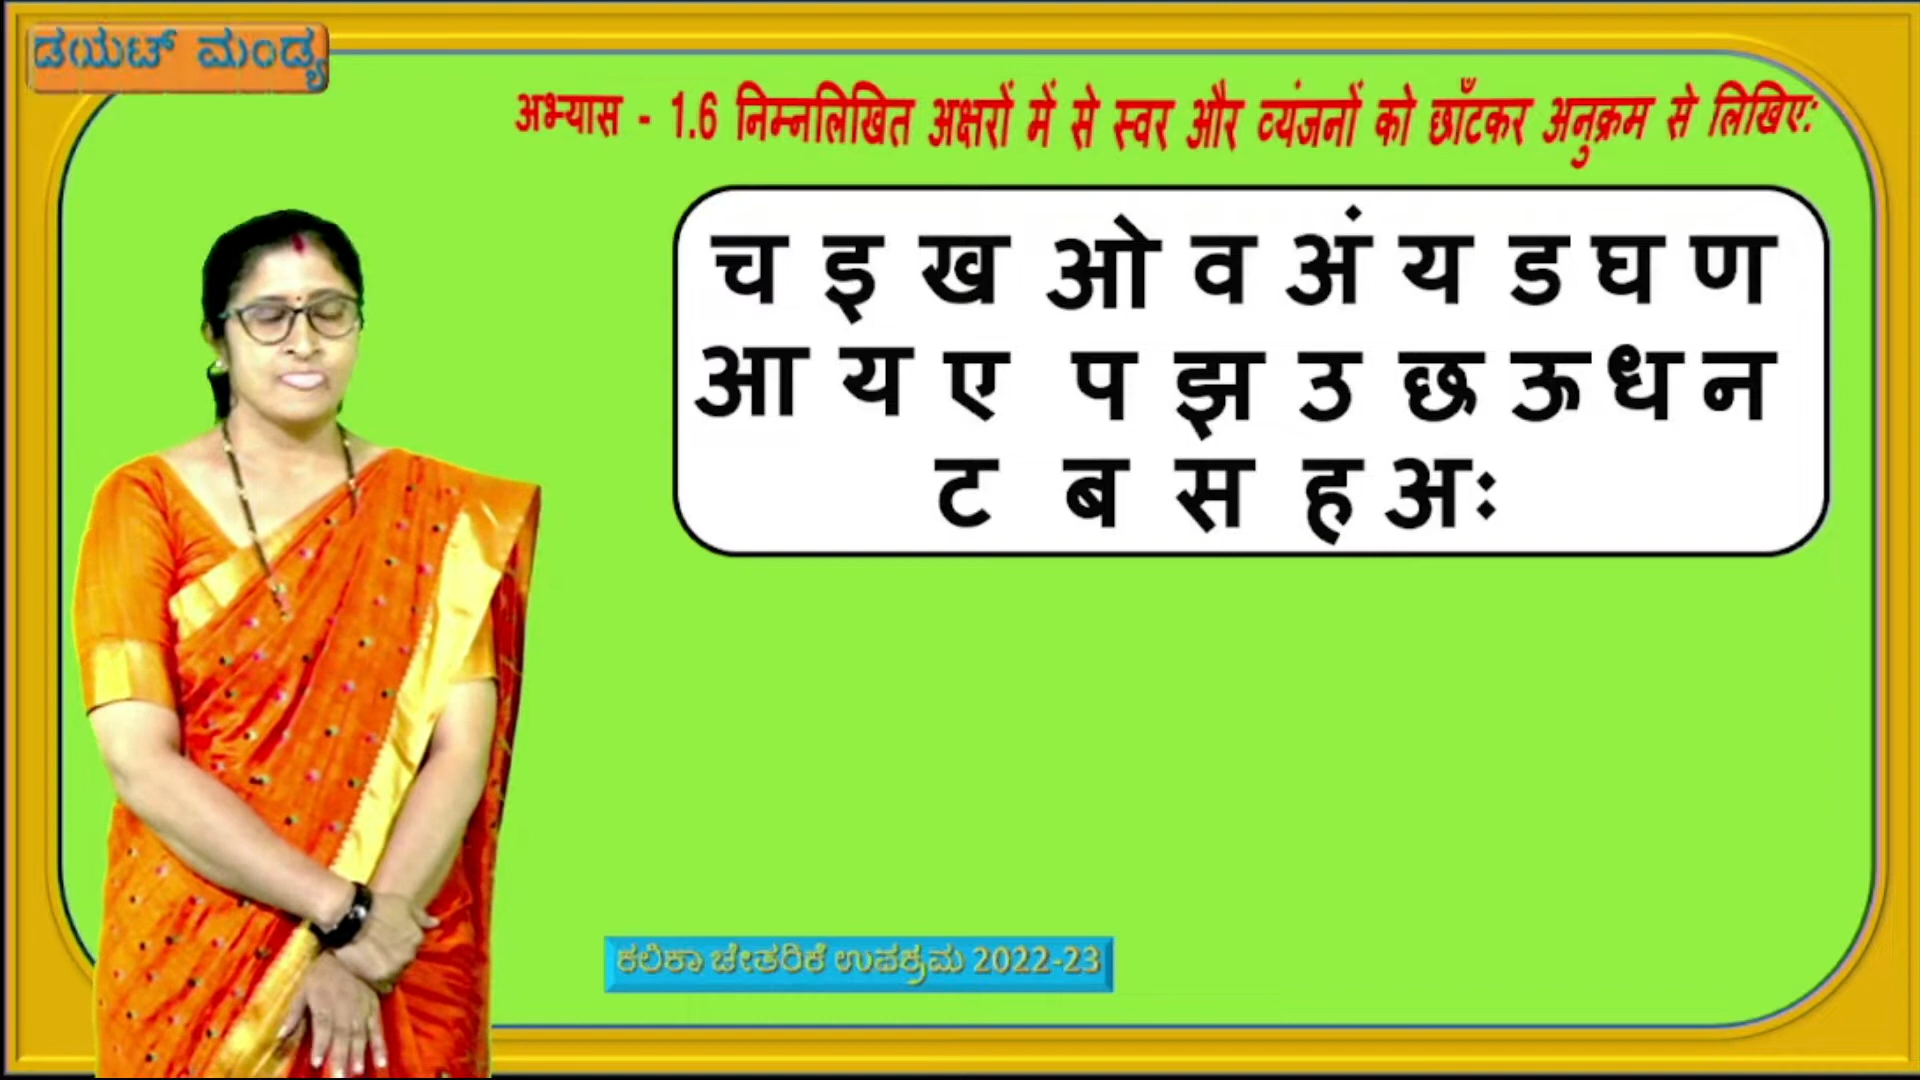 ಡಯಟ್ ಮಂಡ್ಯ
अभ्यास - 1.6 निम्नलिखित अक्षरों में से स्वर और व्यंजनों को छाँटकर अनुक्रम से लिखिए:
च इ ख ओ व अं य ड घ ण
आ य ए प झ उ छ ऊ ध न
ट ब स ह अः
ಕಲಿಕಾ ಚೇತರಿಕೆ ಉಪಕ್ರಮ 2022-23